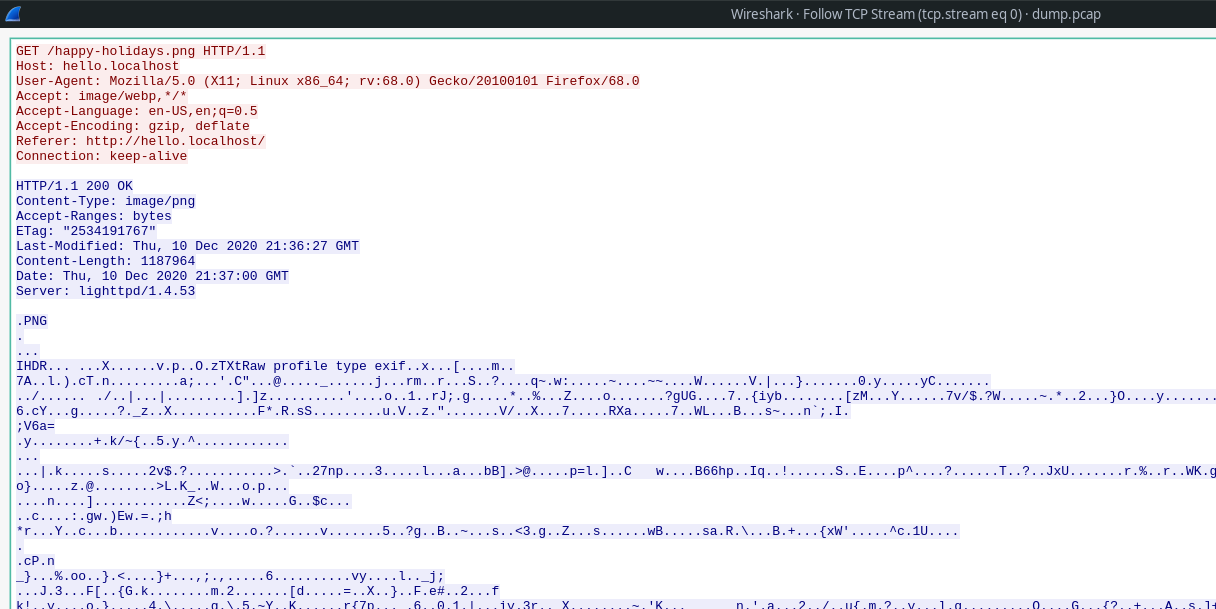 Wireshark · Follow TCP Stream (tcp.stream eq 0) · dump.pcap
GET /happy-holidays.png HTTP/1.1
Host: hello.localhost
User-Agent: Mozilla/5.0 (X11; Linux x86_64; rv:68.0) Gecko/20100101 Firefox/68.0
Accept: image/webp,*/*
Accept-Language: en-US,en;q=0.5
Accept-Encoding: gzip, deflate
Referer: http://hello.localhost/
Connection: keep-alive
HTTP/1.1 200 OK
Content-Type: image/png
Accept-Ranges: bytes
ETag: "2534191767"
Last-Modified: Thu, 10 Dec 2020 21:36:27 GMT
Content-Length: 1187964
Date: Thu, 10 Dec 2020 21:37:00 GMT
Server: lighttpd/1.4.53
.PNG
.
...
IHDR... ...X......v.p..O.zTXtRaw profile type exif..x...[....m..
7A..l.).cT.n.........a;...'.C"...@....._......j...rm..r...S..?....q~.w:.....~....~~....W......V.|...}.......0.y.....yC.......
../...... ./..|...|.........].]z..........'....o..1..rJ;.g.....*..%...Z....o.......?gUG....7..{iyb........[zM...Y......7v/$.?W.....~.*..2...}O....y.......
6.cY...g.....?._z..X...........F*.R.sS.........u.V..z.".......V/..X...7.....RXa.....7..WL...B...s~...n`;.I.
;V6a=
.y........+.k/~{..5.y.^............
...
...|.k.....s.....2v$.?...........>.`..27np....3.....l...a...bB].>@.....p=l.]..C   w....B66hp..Iq..!......S..E....p^....?......T..?..JxU.......r.%..r..WK.g
o}.....z.@........>L.K_..W...o.p...
....n....]............Z<;....w.....G..$c...
..c....:.gw.)Ew.=.;h
*r...Y..c...b............v....o.?......v.......5..?g..B..~...s..<3.g..Z...s......wB.....sa.R.\...B.+...{xW'.....^c.1U....
.
.cP.n
_}...%.oo..}.<....}+...,;.,.....6..........vy....l.._j;
...J.3...F[..{G.k........m.2.......[d.....=..X..}..F.e#..2...f